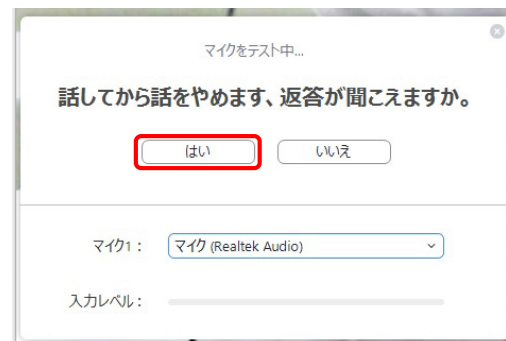 マイクをテスト中...
話してから話をやめます、返答が聞こえますか。
はい いいえ
マイク1： マイク (Realtek Audio)
入力レベル：